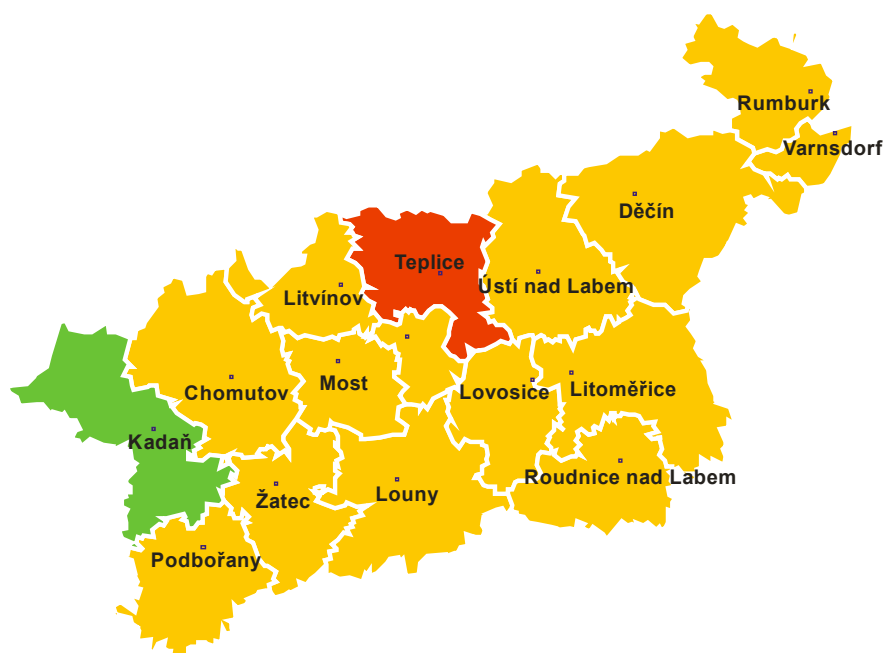 Rumburk
Varnsdorf
Děčín
Teplice
Ústí nad Labem
Litvínov
Chomutov
Most
Lovosice
Litoměřice
Kadaň
Žatec
Louny
Roudnice nad Labem
Podbořany